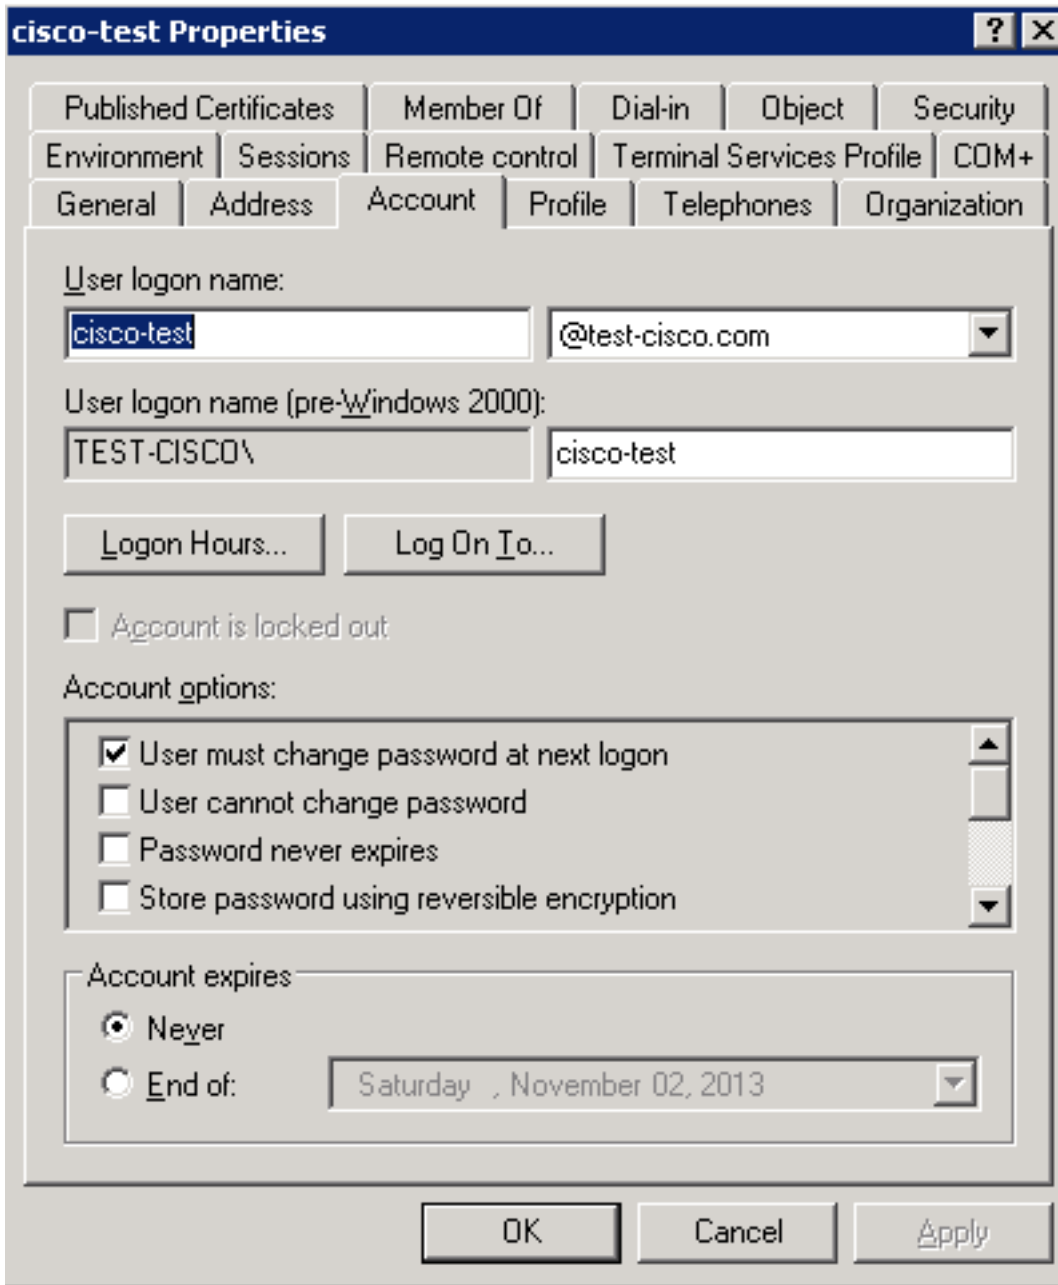 cisco-test Properties
Published Certificates Member Of Dial-in Object Security
Environment Sessions Remote control Terminal Services Profile COM+
General Address Account Profile Telephones Organization
User logon name:
cisco-test @test-cisco.com
User logon name (pre-Windows 2000):
TEST-CISCO\ cisco-test
Logon Hours... Log On To...
Account is locked out
Account options:
User must change password at next logon
User cannot change password
Password never expires
Store password using reversible encryption
Account expires
Never
End of: Saturday , November 02, 2013
OK Cancel Apply